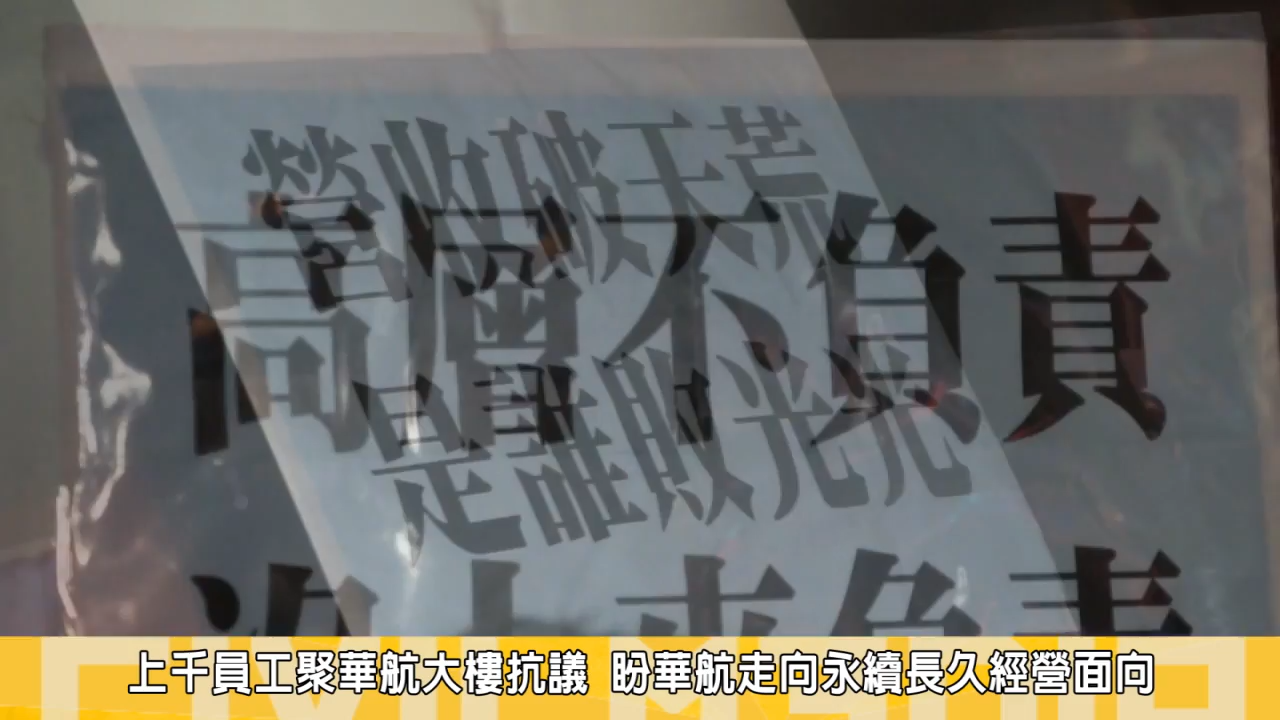 營收破天荒
高層不負責
是誰敗光光
上千員工聚華航大樓抗議 盼華航走向永續長久經營面向